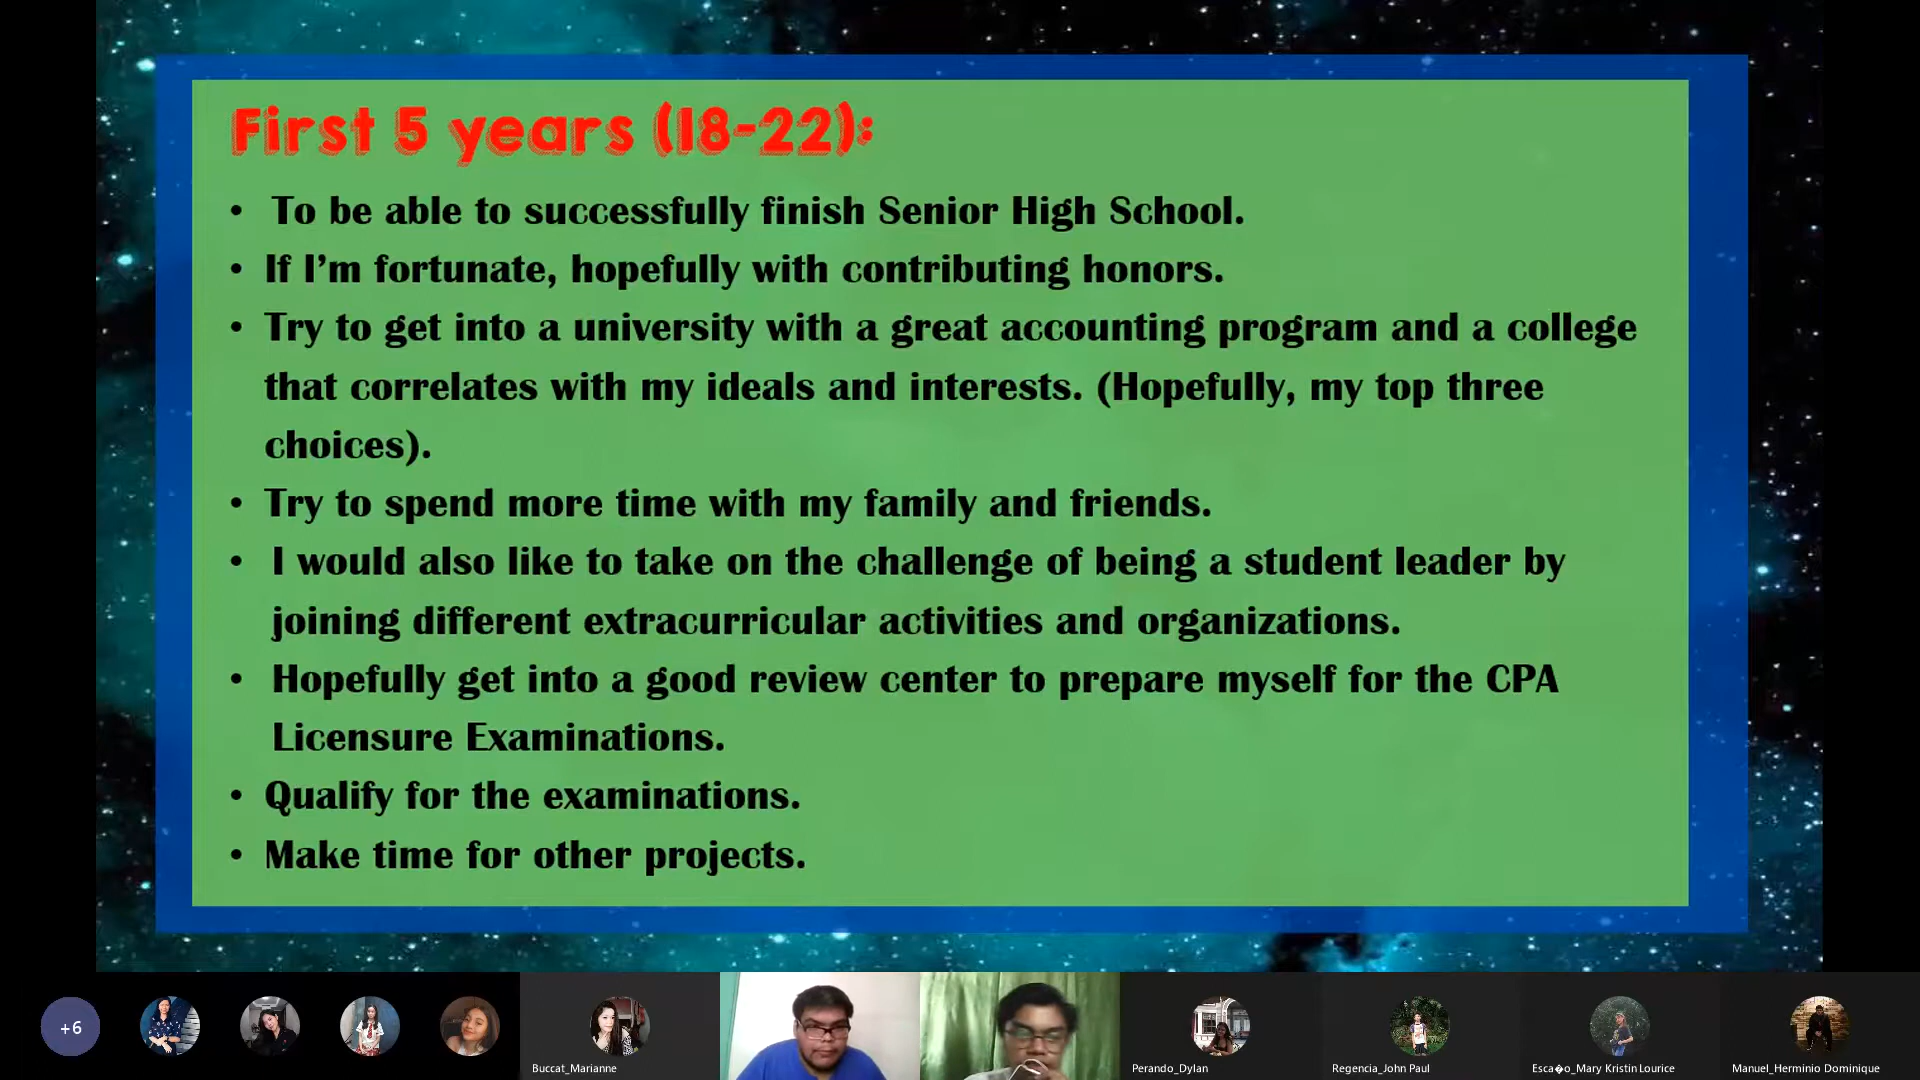 First 5 years (18-22):
• To be able to successfully finish Senior High School.
• If I'm fortunate, hopefully with contributing honors.
• Try to get into a university with a great accounting program and a college
that correlates with my ideals and interests. (Hopefully, my top three
choices).
• Try to spend more time with my family and friends.
• I would also like to take on the challenge of being a student leader by
joining different extracurricular activities and organizations.
• Hopefully get into a good review center to prepare myself for the CPA
Licensure Examinations.
• Qualify for the examinations.
• Make time for other projects.
+6
Buccat_Marianne
Perando_Dylan
Regencia_John Paul
Esca�o_Mary Kristin Lourice
Manuel_Herminio Dominique